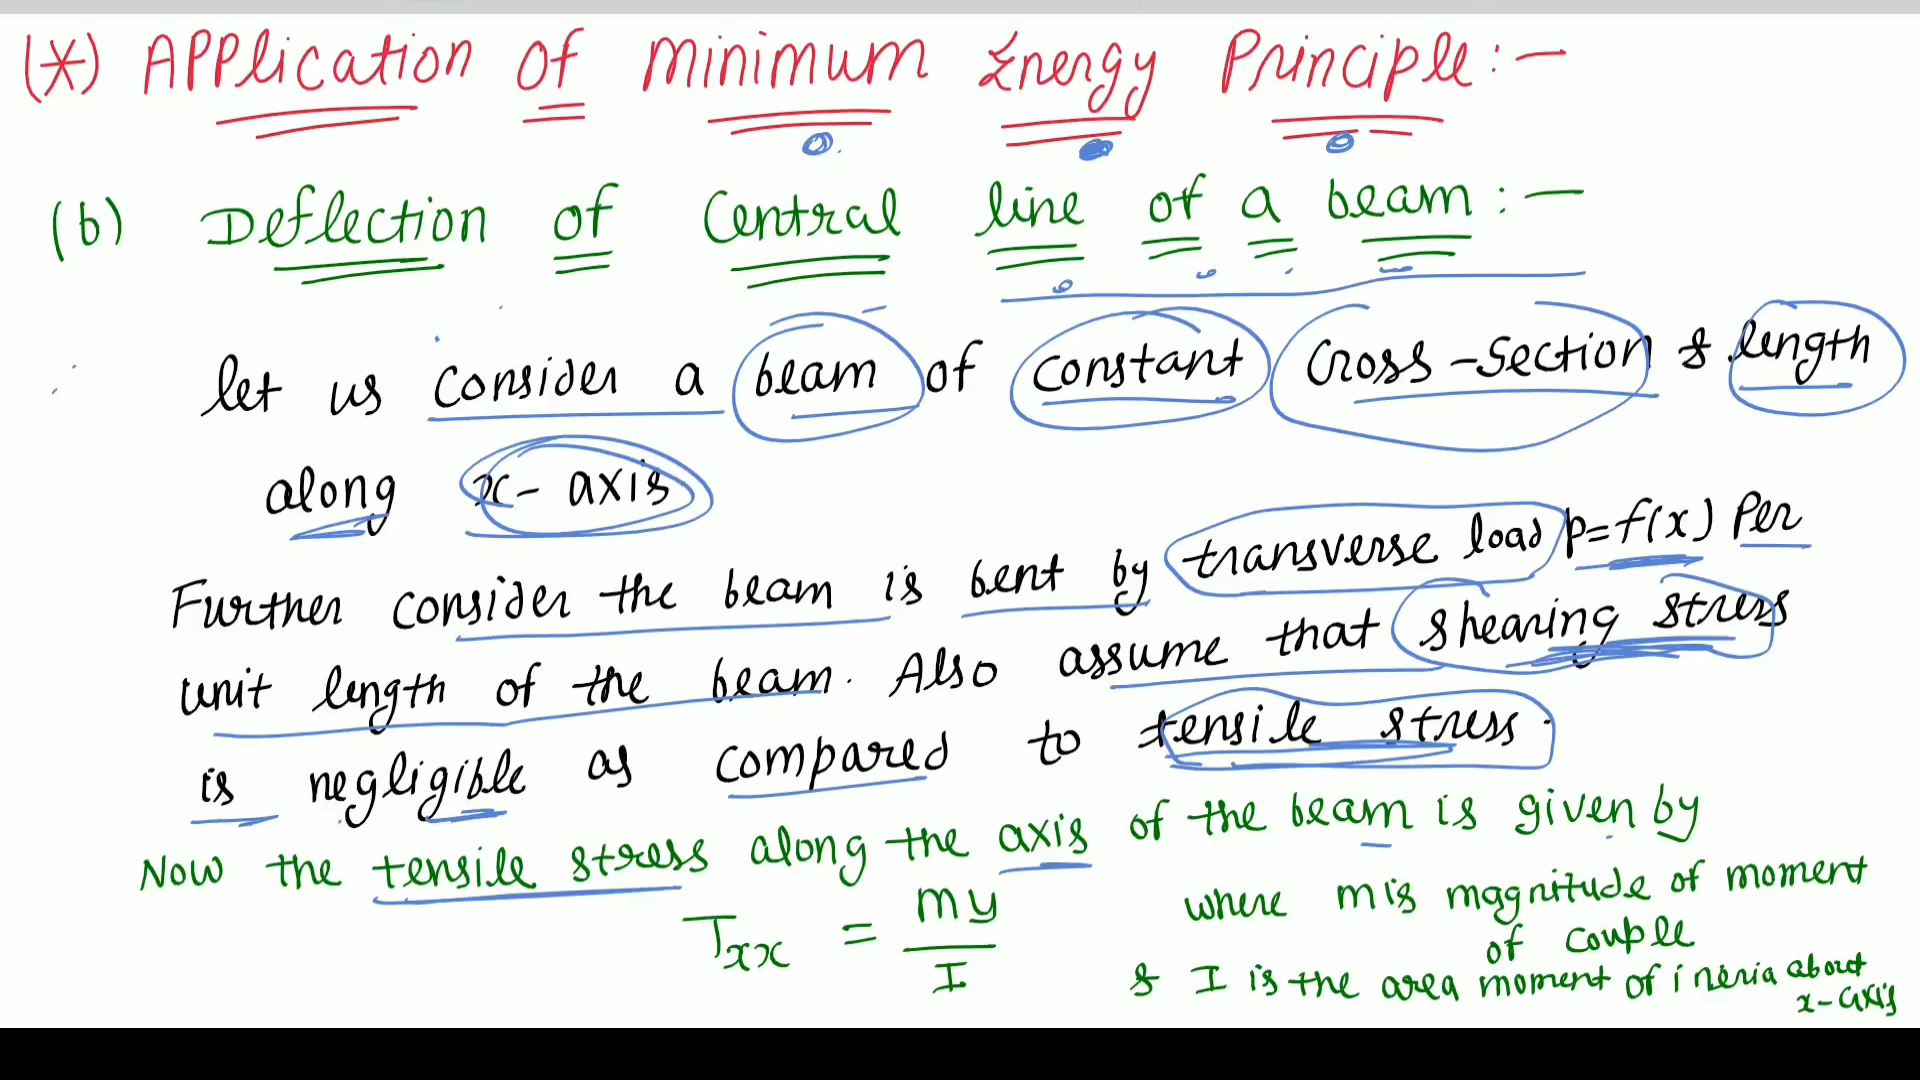 (*) Application of Minimum Energy Principle:-
(b) Deflection of Central line of a beam:-
let us consider a beam of constant cross-section & length
along x-axis
Further consider the beam is bent by transverse load p=f(x) Per
unit length of the beam. Also assume that shearing stress
is negligible as compared to tensile stress.
Now the tensile stress along the axis of the beam is given by
Txx = My/I where M is magnitude of moment
of couple
& I is the area moment of ineria about
x-axis